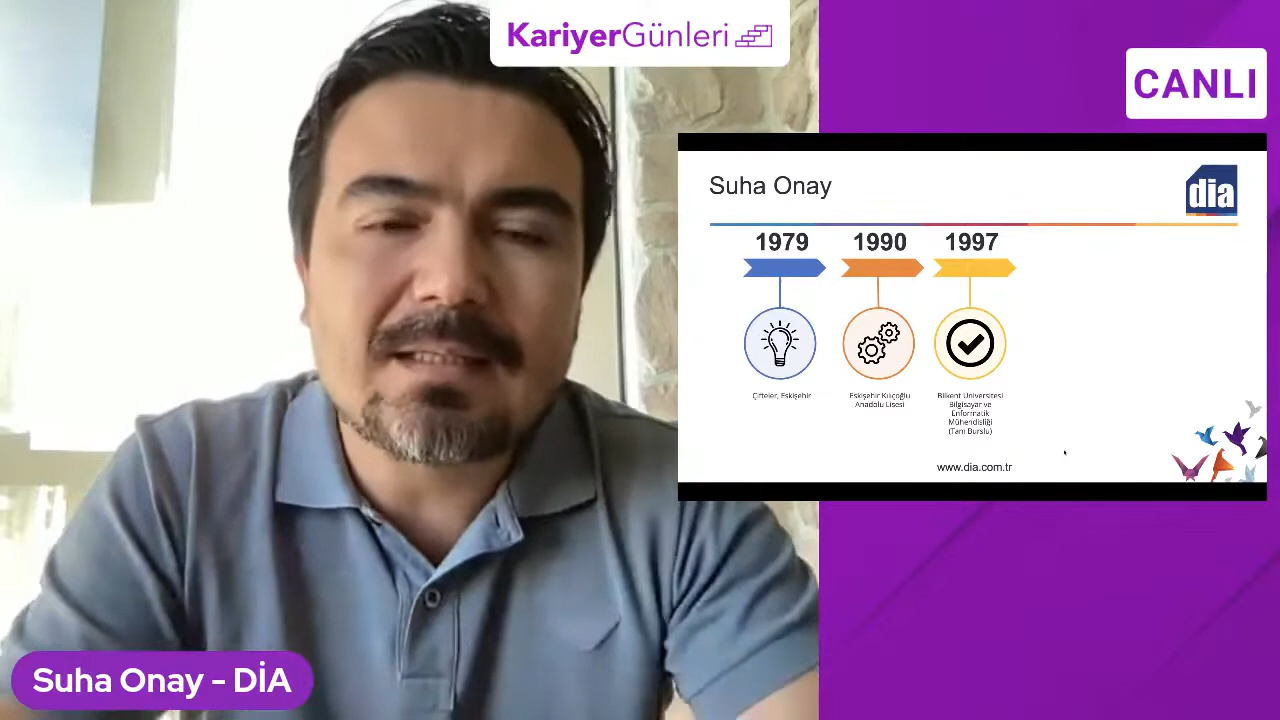 KariyerGünleri
CANLI
Suha Onay
dia
1979
1990
1997
Çifteler, Eskişehir
Eskişehir Kılıçoğlu
Anadolu Lisesi
Bilkent Üniversitesi
Bilgisayar ve
Enformatik
Mühendisliği
(Tam Burslu)
www.dia.com.tr
Suha Onay - DİA